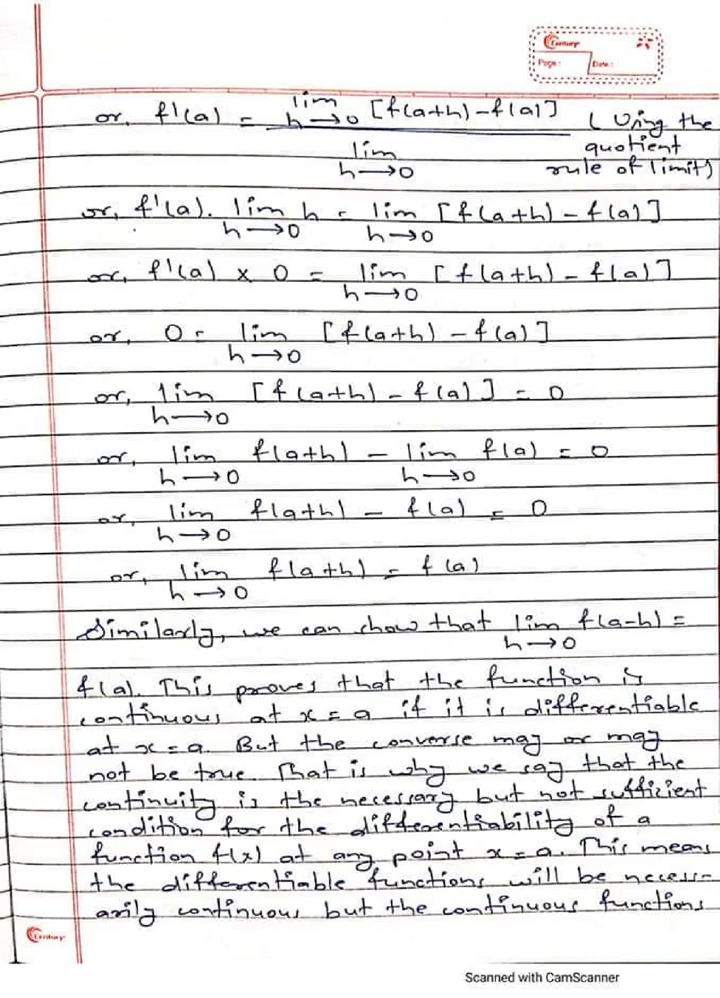 Century
Page: Date:
or, f'(a) = lim h→0 [f(a+h)-f(a)] / lim h→0 (Using the quotient rule of limit)
or, f'(a). lim h→0 h = lim h→0 [f(a+h) - f(a)]
or, f'(a) x 0 = lim h→0 [f(a+h) - f(a)]
or, 0 = lim h→0 [f(a+h) - f(a)]
or, lim h→0 [f(a+h) - f(a)] = 0
or, lim h→0 f(a+h) - lim h→0 f(a) = 0
or, lim h→0 f(a+h) - f(a) = 0
or, lim h→0 f(a+h) = f(a)
Similarly, we can show that lim h→0 f(a-h) =
f(a). This proves that the function is
continuous at x = a if it is differentiable
at x = a. But the converse may or may
not be true. That is why we say that the
continuity is the necessary but not sufficient
condition for the differentiability of a
function f(x) at any point x = a. This means
the differentiable functions will be necess-
arily continuous but the continuous functions
Century
Scanned with CamScanner